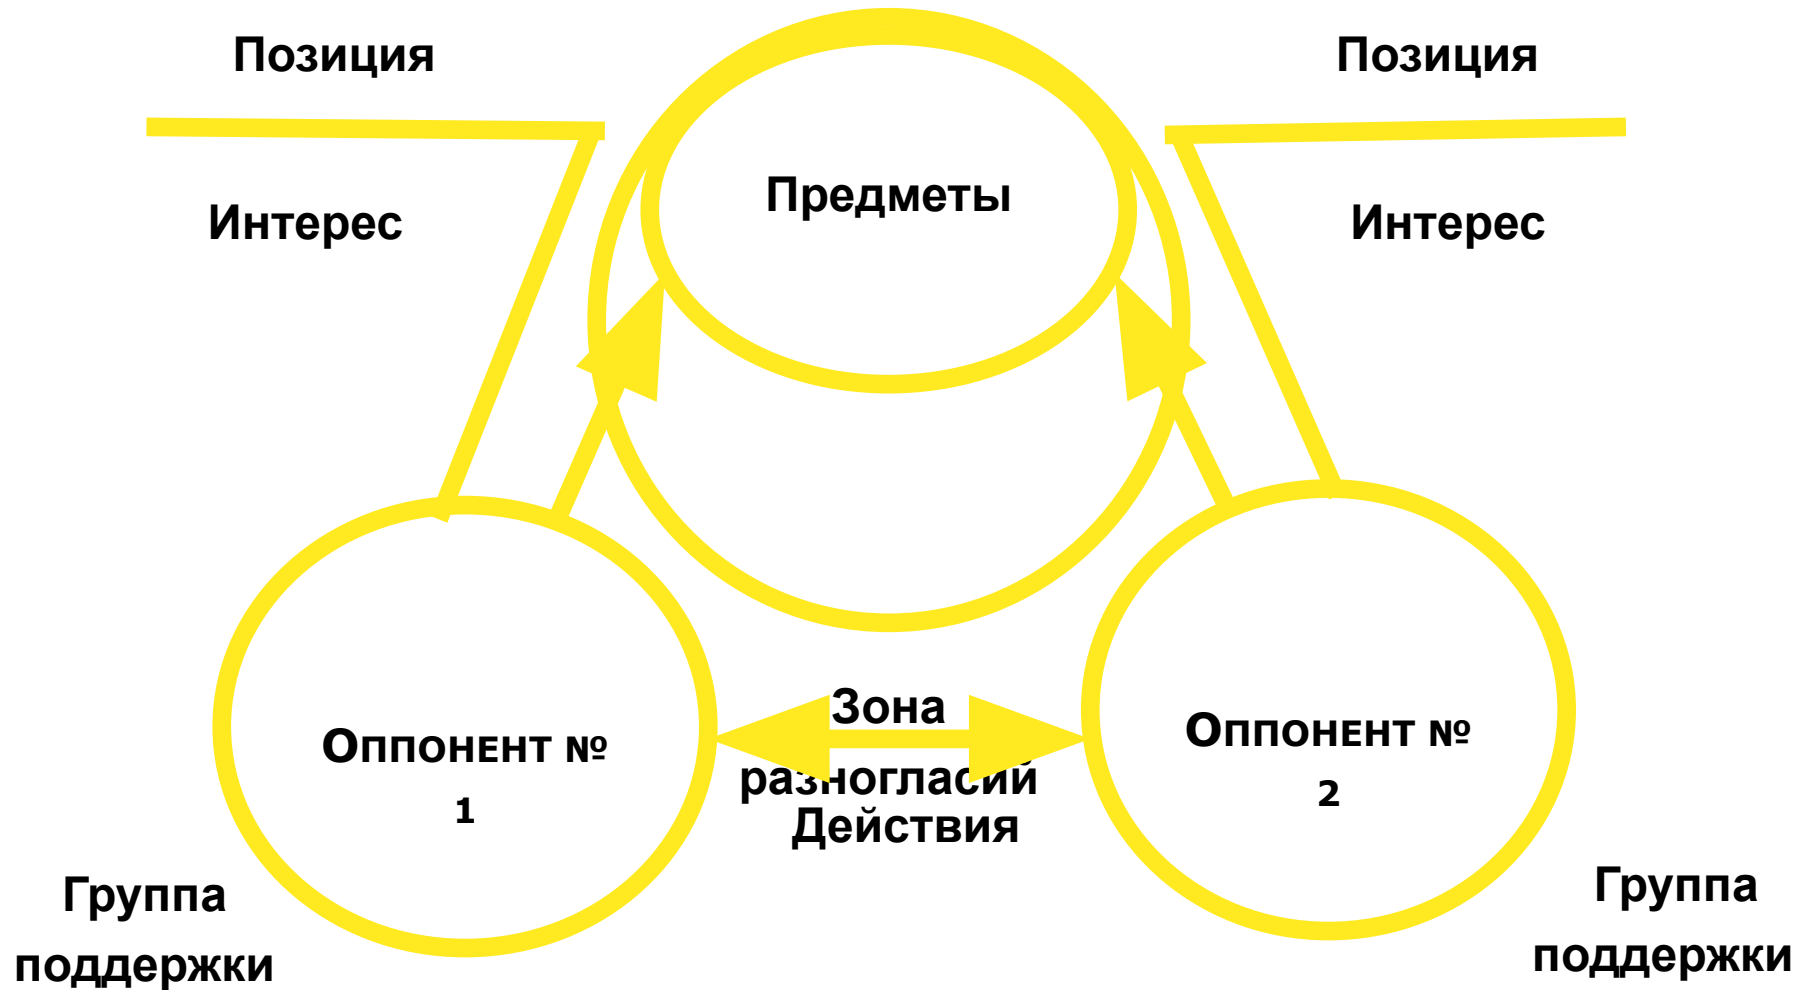 Позиция
Позиция
Предметы
Интерес
Интерес
Зона
разногласий
Действия
Оппонент №
1
Оппонент №
2
Группа
поддержки
Группа
поддержки